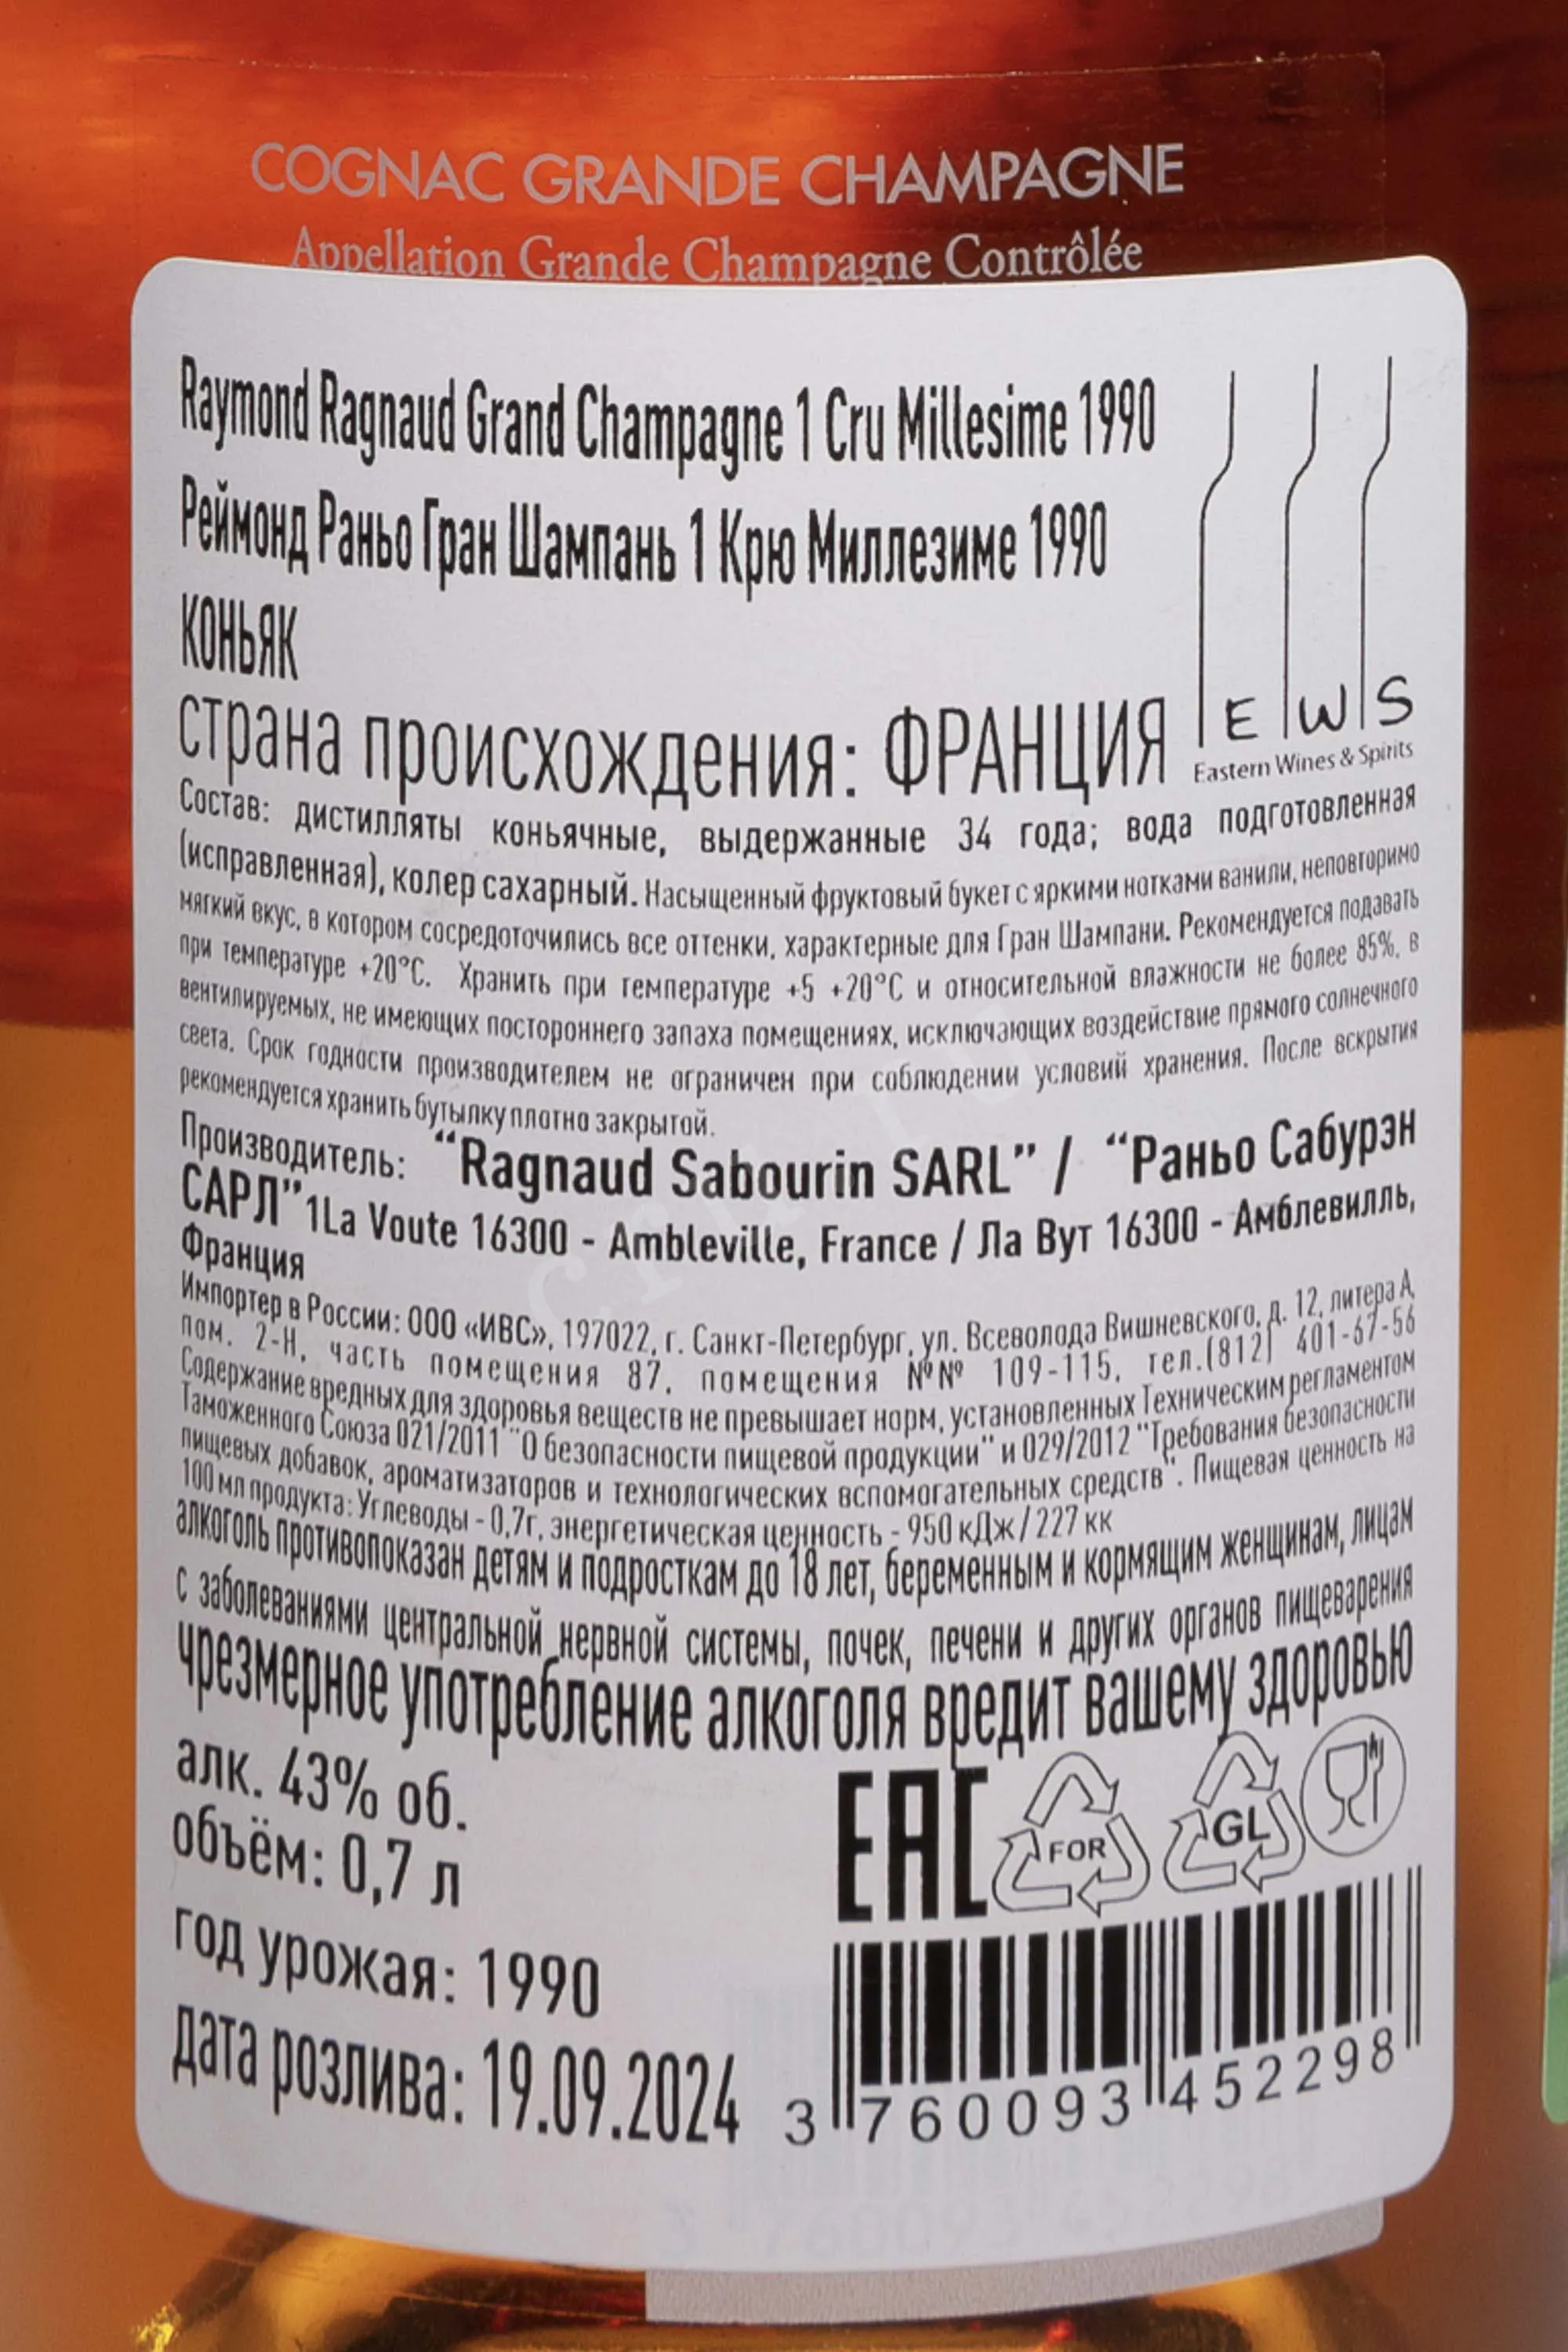 COGNAC GRANDE CHAMPAGNE
Appellation Grande Champagne Contrôlée
Raymond Ragnaud Grand Champagne 1 Cru Millesime 1990
Реймонд Раньо Гран Шампань 1 Крю Миллезиме 1990
КОНЬЯК
страна происхождения: ФРАНЦИЯ
E W S
Eastern Wines & Spirits
Состав: дистилляты коньячные, выдержанные 34 года; вода подготовленная
(исправленная), колер сахарный. Насыщенный фруктовый букет с яркими нотками ванили, неповторимо
мягкий вкус, в котором сосредоточились все оттенки, характерные для Гран Шампани. Рекомендуется подавать
при температуре +20°C. Хранить при температуре +5 +20°C и относительной влажности не более 85%, в
вентилируемых, не имеющих постороннего запаха помещениях, исключающих воздействие прямого солнечного
света. Срок годности производителем не ограничен при соблюдении условий хранения. После вскрытия
рекомендуется хранить бутылку плотно закрытой.
Производитель: “Ragnaud Sabourin SARL” / “Раньо Сабурэн
САРЛ”1La Voute 16300 - Ambleville, France / Ла Вут 16300 - Амблевилль,
Франция
Импортер в России: ООО «ИВС», 197022, г. Санкт-Петербург, ул. Всеволода Вишневского, д. 12, литера А,
пом. 2-Н, часть помещения 87, помещения №№ 109-115, тел.(812) 401-67-56
Содержание вредных для здоровья веществ не превышает норм, установленных Техническим регламентом
Таможенного Союза 021/2011 "О безопасности пищевой продукции" и 029/2012 "Требования безопасности
пищевых добавок, ароматизаторов и технологических вспомогательных средств". Пищевая ценность на
100 мл продукта: Углеводы - 0,7г, энергетическая ценность - 950 кДж / 227 кк
алкоголь противопоказан детям и подросткам до 18 лет, беременным и кормящим женщинам, лицам
с заболеваниями центральной нервной системы, почек, печени и других органов пищеварения
чрезмерное употребление алкоголя вредит вашему здоровью
алк. 43% об.
объём: 0,7 л
год урожая: 1990
дата розлива: 19.09.2024
EAC
FOR
GL
3 760093 452298